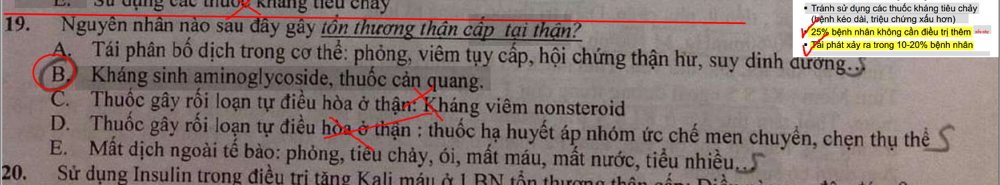 E. Sử dụng các thuốc kháng tiêu chảy
19. Nguyên nhân nào sau đây gây tổn thương thận cấp tại thận?
A. Tái phân bố dịch trong cơ thể: phỏng, viêm tụy cấp, hội chứng thận hư, suy dinh dưỡng...
B. Kháng sinh aminoglycoside, thuốc cản quang.
C. Thuốc gây rối loạn tự điều hòa ở thận: Kháng viêm nonsteroid
D. Thuốc gây rối loạn tự điều hòa ở thận : thuốc hạ huyết áp nhóm ức chế men chuyển, chẹn thụ thể
E. Mất dịch ngoại tế bào: phỏng, tiêu chảy, ói, mất máu, mất nước, tiểu nhiều...
20. Sử dụng Insulin trong điều trị tăng Kali máu ở 1 BN tổn thương thận cấp:
▪ Tránh sử dụng các thuốc kháng tiêu chảy
(bệnh kéo dài, triệu chứng xấu hơn)
▪ 25% bệnh nhân không cần điều trị thêm
▪ Tái phát xảy ra trong 10-20% bệnh nhân